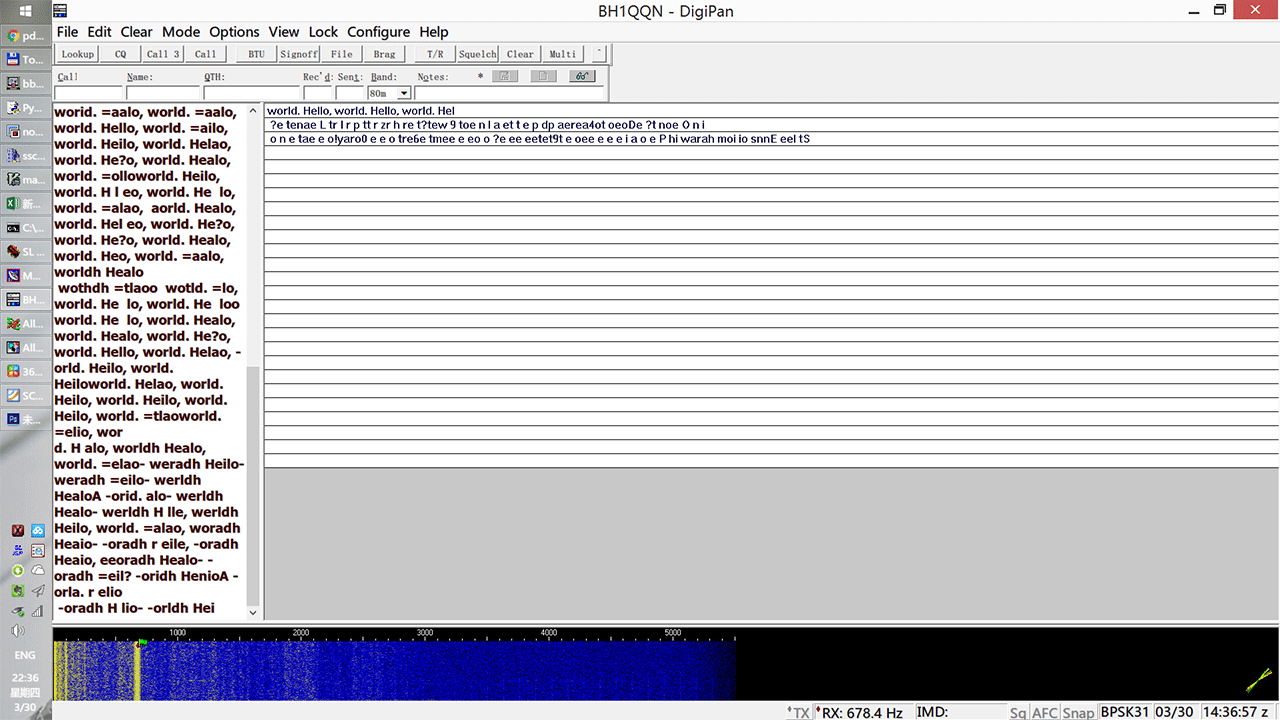 BH1QQN - DigiPan
File Edit Clear Mode Options View Lock Configure Help
Lookup CQ Call 3 Call BTU Signoff File Brag T/R Squelch Clear Multi
Call Name: QTH: Rec'd: Sent: Band: Notes: *
80m
pd...
To...
bb...
Py...
no...
ssc...
ma...
新...
C:\...
SL ...
M...
BH...
All...
All...
36...
SC...
未...
world. =aalo, world. =aalo,
world. Hello, world. =ailo,
world. Heilo, world. Helao,
world. He?o, world. Healo,
world. =olloworld. Heilo,
world. H l eo, world. He  lo,
world. =alao,  aorld. Healo,
world. Hel eo, world. He?o,
world. He?o, world. Healo,
world. Heo, world. =aalo,
worldh Healo
wothdh =tlaoo  wotld. =lo,
world. He  lo, world. He  loo
world. He  lo, world. Healo,
world. Healo, world. He?o,
world. Hello, world. Helao, -
orld. Heilo, world.
Heiloworld. Helao, world.
Heilo, world. Heilo, world.
Heilo, world. =tlaoworld.
=elio, wor
d. H alo, worldh Healo,
world. =elao- weradh Heilo-
weradh =eilo- werldh
HealoA -orid. alo- werldh
Healo- werldh H lle, werldh
Heilo, world. =alao, woradh
Heaio- -oradh r eile, -oradh
Heaio, eeoradh Healo- -
oradh =eil? -oridh HenioA -
orla. r elio
-oradh H lio- -orldh Hei
world. Hello, world. Hello, world. Hel
?e tenae L tr l r p tt r zr h re t?tew 9 toe n l a et t e p dp aerea4ot oeoDe ?t noe O n i
o n e tae e olyaro0 e e o tre6e tmee e eo o ?e ee eetet9t e oee e e e i a o e P hi warah moi io snnE eel tS
1000 2000 3000 4000 5000
ENG
22:36
星期四
3/30
TX RX: 678.4 Hz IMD: Sq AFC Snap BPSK31 03/30 14:36:57 z